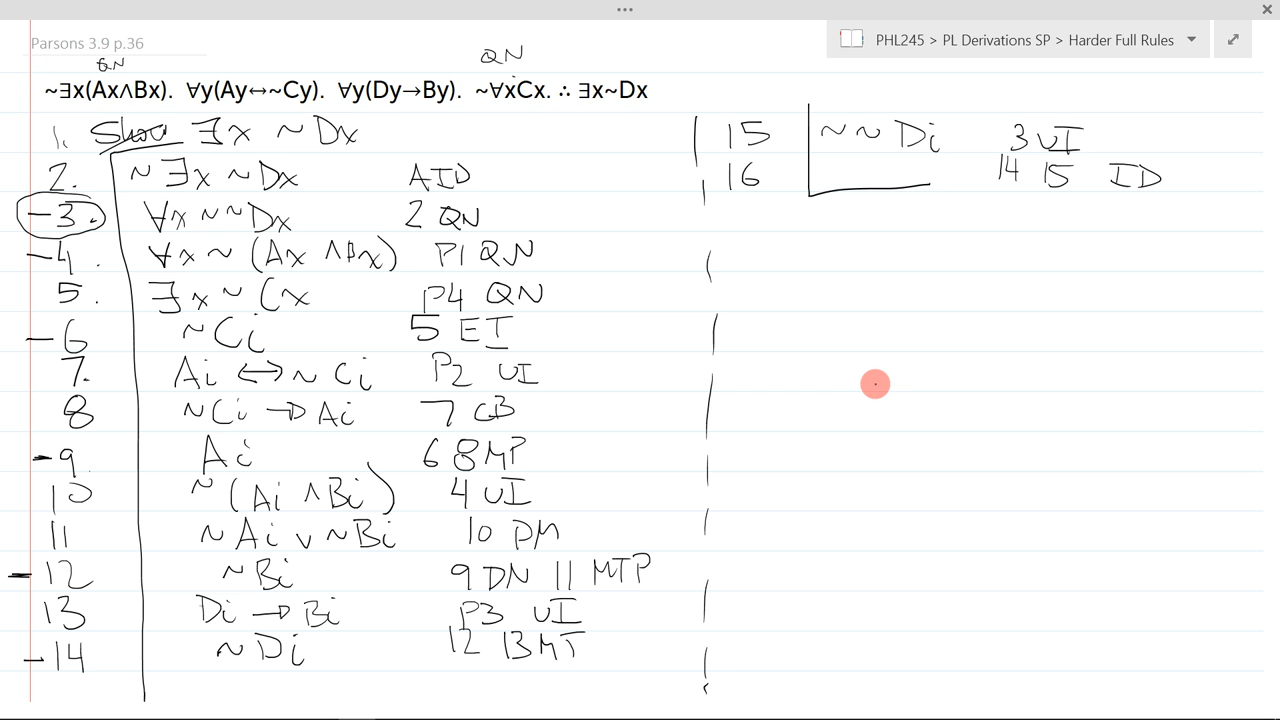 Parsons 3.9 p.36
PHL245 > PL Derivations SP > Harder Full Rules
QN QN
~∃x(Ax∧Bx). ∀y(Ay↔~Cy). ∀y(Dy→By). ~∀xCx. ∴ ∃x~Dx
1. Show ∃x ~Dx
2. ~∃x ~Dx AID
-3. ∀x ~~Dx 2 QN
-4. ∀x ~(Ax ∧Bx) P1 QN
5. ∃x ~Cx P4 QN
-6 ~Ci 5 EI
7. Ai ↔ ~Ci P2 UI
8 ~Ci → Ai 7 CB
-9. Ai 6 8 MP
10 ~(Ai ∧Bi) 4 UI
11 ~Ai ∨ ~Bi 10 DM
-12 ~Bi 9 DN 11 MTP
13 Di → Bi P3 UI
-14 ~Di 12 13 MT
15 ~~Di 3 UI
16 14 15 ID